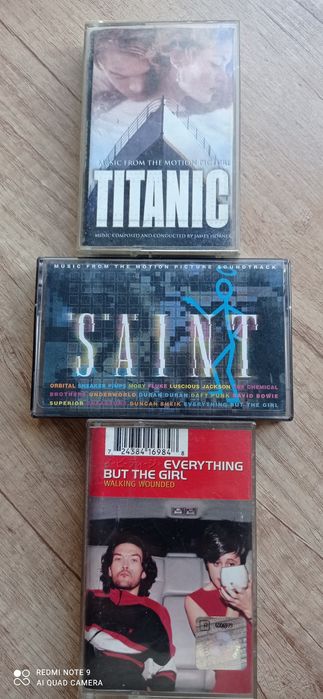 MUSIC FROM THE MOTION PICTURE
TITANIC
MUSIC COMPOSED AND CONDUCTED BY JAMES HORNER
MUSIC FROM THE MOTION PICTURE SOUNDTRACK
THE
SAINT
ORBITAL SNEAKER PIMPS MOBY FLUKE LUSCIOUS JACKSON THE CHEMICAL
BROTHERS UNDERWORLD DURAN DURAN DAFT PUNK DAVID BOWIE
SUPERIOR DUNCAN SHEIK EVERYTHING BUT THE GIRL
7 24384 16984 8
EVERYTHING
BUT THE GIRL
WALKING WOUNDED
REDMI NOTE 9
AI QUAD CAMERA